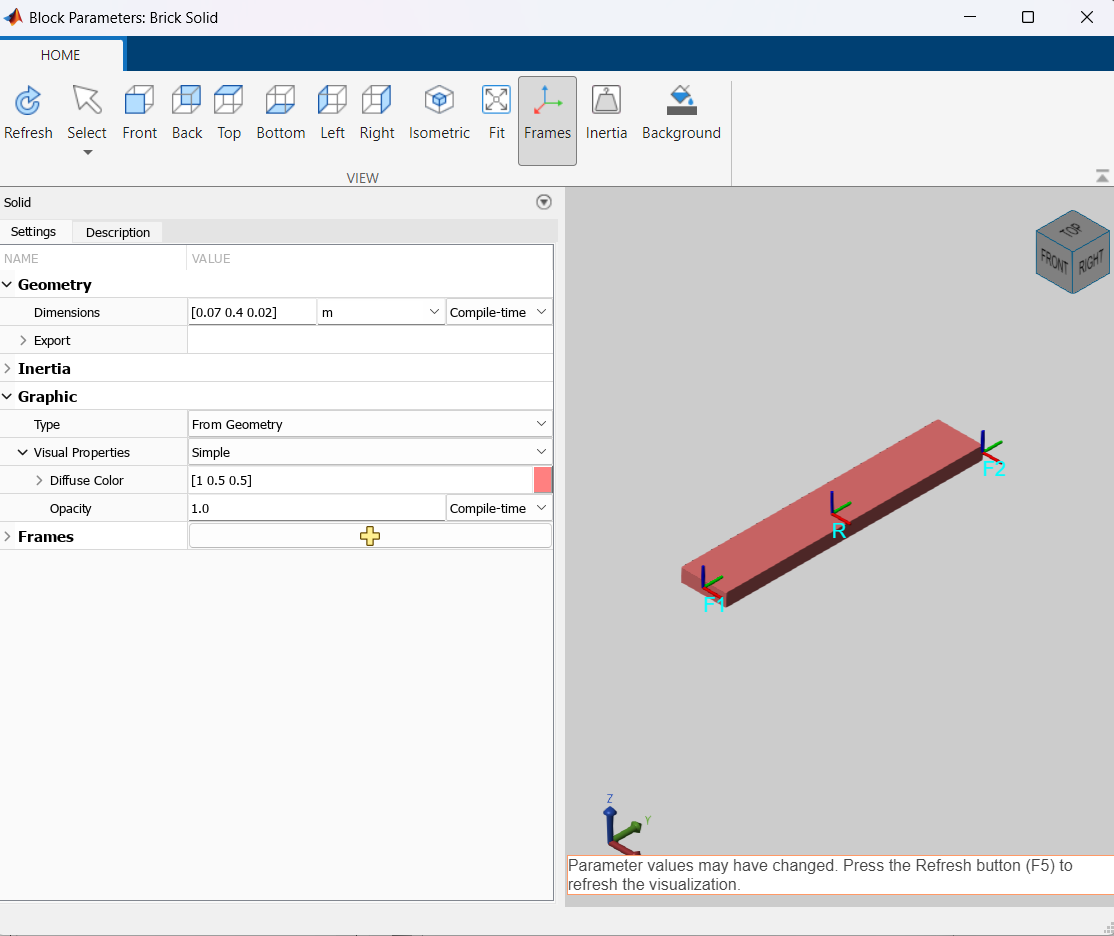 Block Parameters: Brick Solid
HOME
Refresh Select Front Back Top Bottom Left Right Isometric Fit Frames Inertia Background
VIEW
Solid
Settings Description
NAME VALUE
Geometry
Dimensions [0.07 0.4 0.02] m Compile-time
Export
Inertia
Graphic
Type From Geometry
Visual Properties Simple
Diffuse Color [1 0.5 0.5]
Opacity 1.0 Compile-time
Frames
TOP
FRONT RIGHT
F2
R
F1
Z
Y
Parameter values may have changed. Press the Refresh button (F5) to
refresh the visualization.